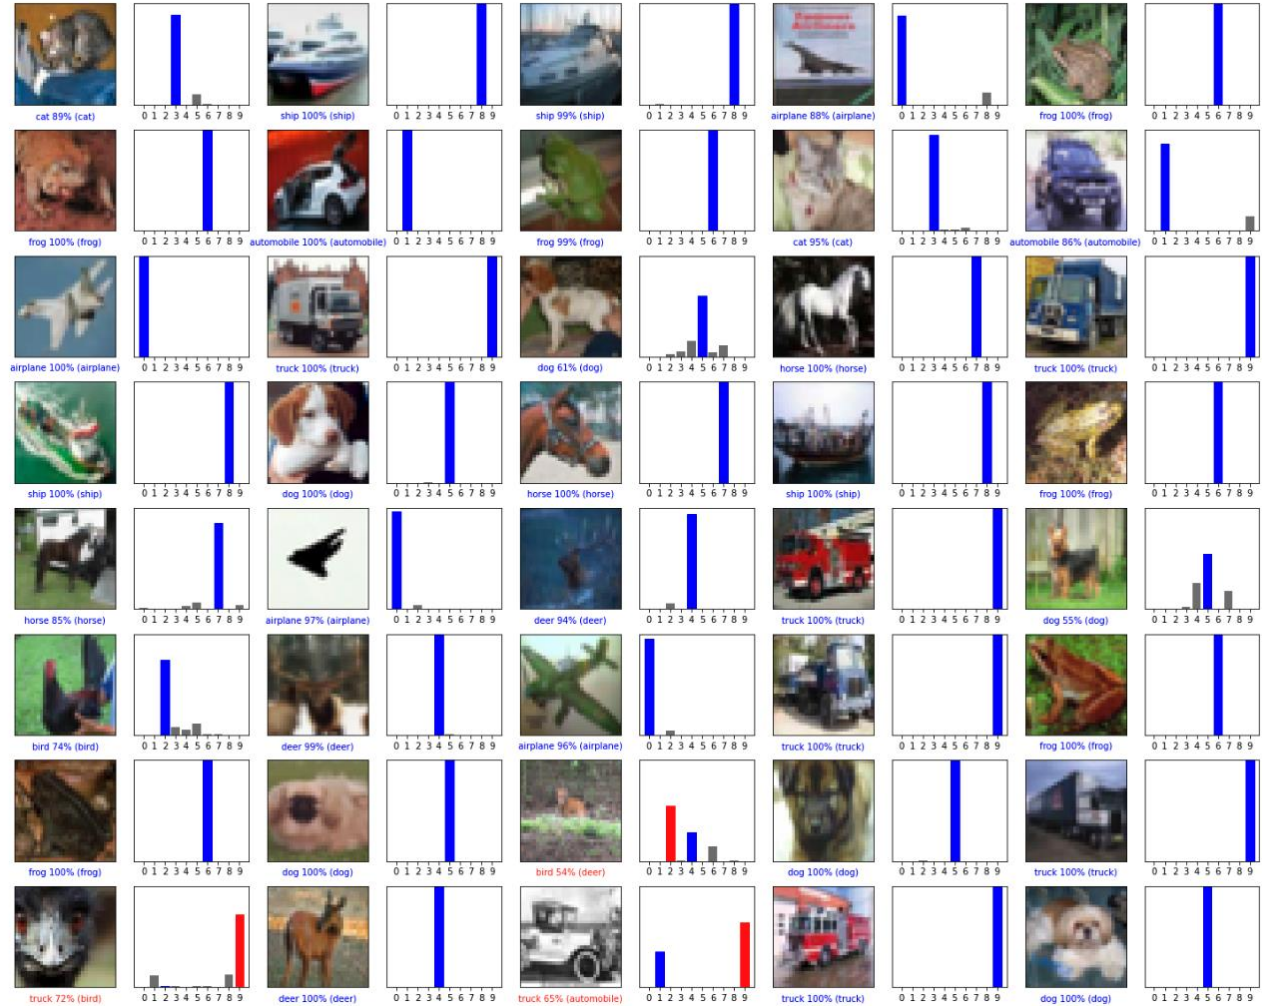 0 1 2 3 4 5 6 7 8 9 0 1 2 3 4 5 6 7 8 9 0 1 2 3 4 5 6 7 8 9 0 1 2 3 4 5 6 7 8 9 0 1 2 3 4 5 6 7 8 9
cat 89% (cat) ship 100% (ship) ship 99% (ship) airplane 88% (airplane) frog 100% (frog)
0 1 2 3 4 5 6 7 8 9 0 1 2 3 4 5 6 7 8 9 0 1 2 3 4 5 6 7 8 9 0 1 2 3 4 5 6 7 8 9 0 1 2 3 4 5 6 7 8 9
frog 100% (frog) automobile 100% (automobile) frog 99% (frog) cat 95% (cat) automobile 86% (automobile)
0 1 2 3 4 5 6 7 8 9 0 1 2 3 4 5 6 7 8 9 0 1 2 3 4 5 6 7 8 9 0 1 2 3 4 5 6 7 8 9 0 1 2 3 4 5 6 7 8 9
airplane 100% (airplane) truck 100% (truck) dog 61% (dog) horse 100% (horse) truck 100% (truck)
0 1 2 3 4 5 6 7 8 9 0 1 2 3 4 5 6 7 8 9 0 1 2 3 4 5 6 7 8 9 0 1 2 3 4 5 6 7 8 9 0 1 2 3 4 5 6 7 8 9
ship 100% (ship) dog 100% (dog) horse 100% (horse) ship 100% (ship) frog 100% (frog)
0 1 2 3 4 5 6 7 8 9 0 1 2 3 4 5 6 7 8 9 0 1 2 3 4 5 6 7 8 9 0 1 2 3 4 5 6 7 8 9 0 1 2 3 4 5 6 7 8 9
horse 85% (horse) airplane 97% (airplane) deer 94% (deer) truck 100% (truck) dog 55% (dog)
0 1 2 3 4 5 6 7 8 9 0 1 2 3 4 5 6 7 8 9 0 1 2 3 4 5 6 7 8 9 0 1 2 3 4 5 6 7 8 9 0 1 2 3 4 5 6 7 8 9
bird 74% (bird) deer 99% (deer) airplane 96% (airplane) truck 100% (truck) frog 100% (frog)
0 1 2 3 4 5 6 7 8 9 0 1 2 3 4 5 6 7 8 9 0 1 2 3 4 5 6 7 8 9 0 1 2 3 4 5 6 7 8 9 0 1 2 3 4 5 6 7 8 9
frog 100% (frog) dog 100% (dog) bird 54% (deer) dog 100% (dog) truck 100% (truck)
0 1 2 3 4 5 6 7 8 9 0 1 2 3 4 5 6 7 8 9 0 1 2 3 4 5 6 7 8 9 0 1 2 3 4 5 6 7 8 9 0 1 2 3 4 5 6 7 8 9
truck 72% (bird) deer 100% (deer) truck 65% (automobile) truck 100% (truck) dog 100% (dog)